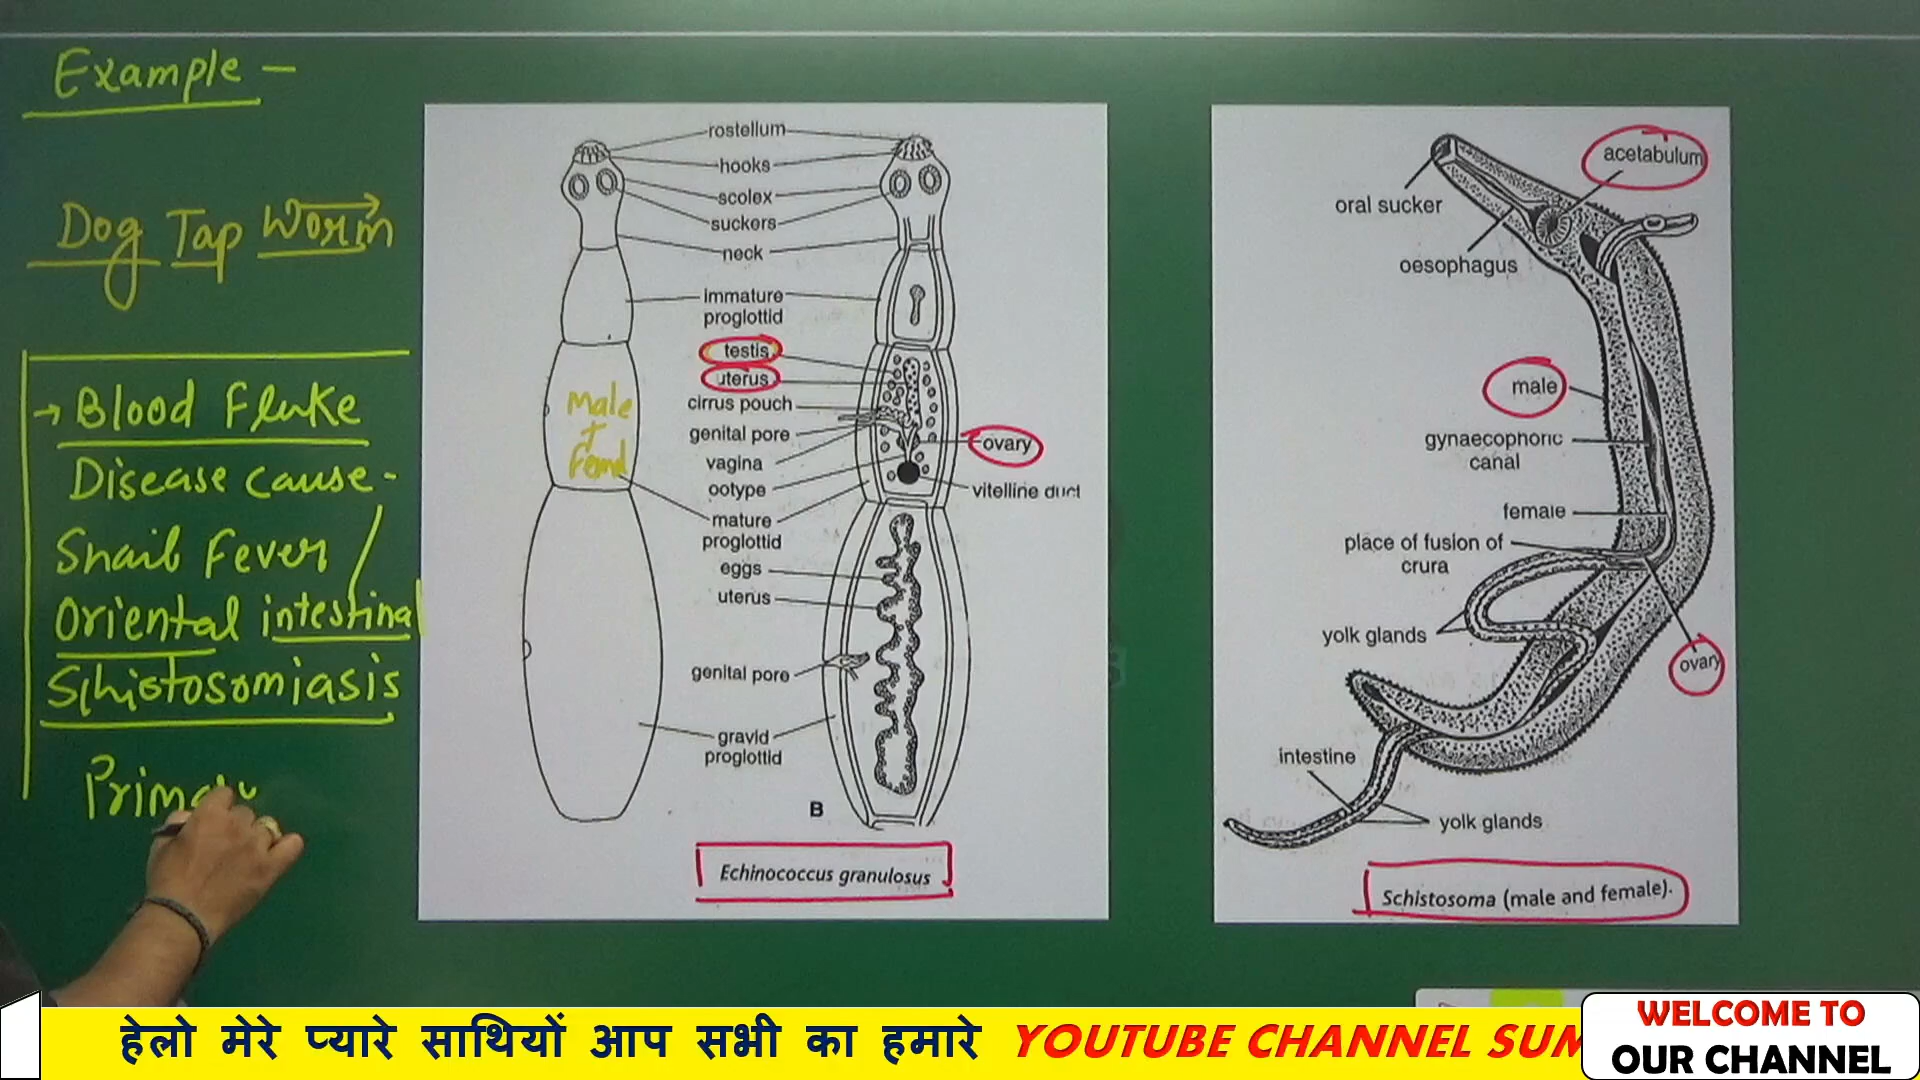 Example -
Dog Tap Worm
→ Blood Fluke
Disease cause -
Snail Fever /
Oriental intestinal
Schistosomiasis
rostellum
hooks
scolex
suckers
neck
immature
proglottid
testis
uterus
cirrus pouch
genital pore
vagina
ootype
mature
proglottid
eggs
uterus
genital pore
gravid
proglottid
ovary
vitelline duct
Male
+
B
Echinococcus granulosus
acetabulum
oral sucker
oesophagus
male
gynaecophoric
canal
female
place of fusion of
crura
yolk glands
ovary
intestine
yolk glands
Schistosoma (male and female).
हेलो मेरे प्यारे साथियों आप सभी का हमारे YOUTUBE CHANNEL SUM
WELCOME TO
OUR CHANNEL